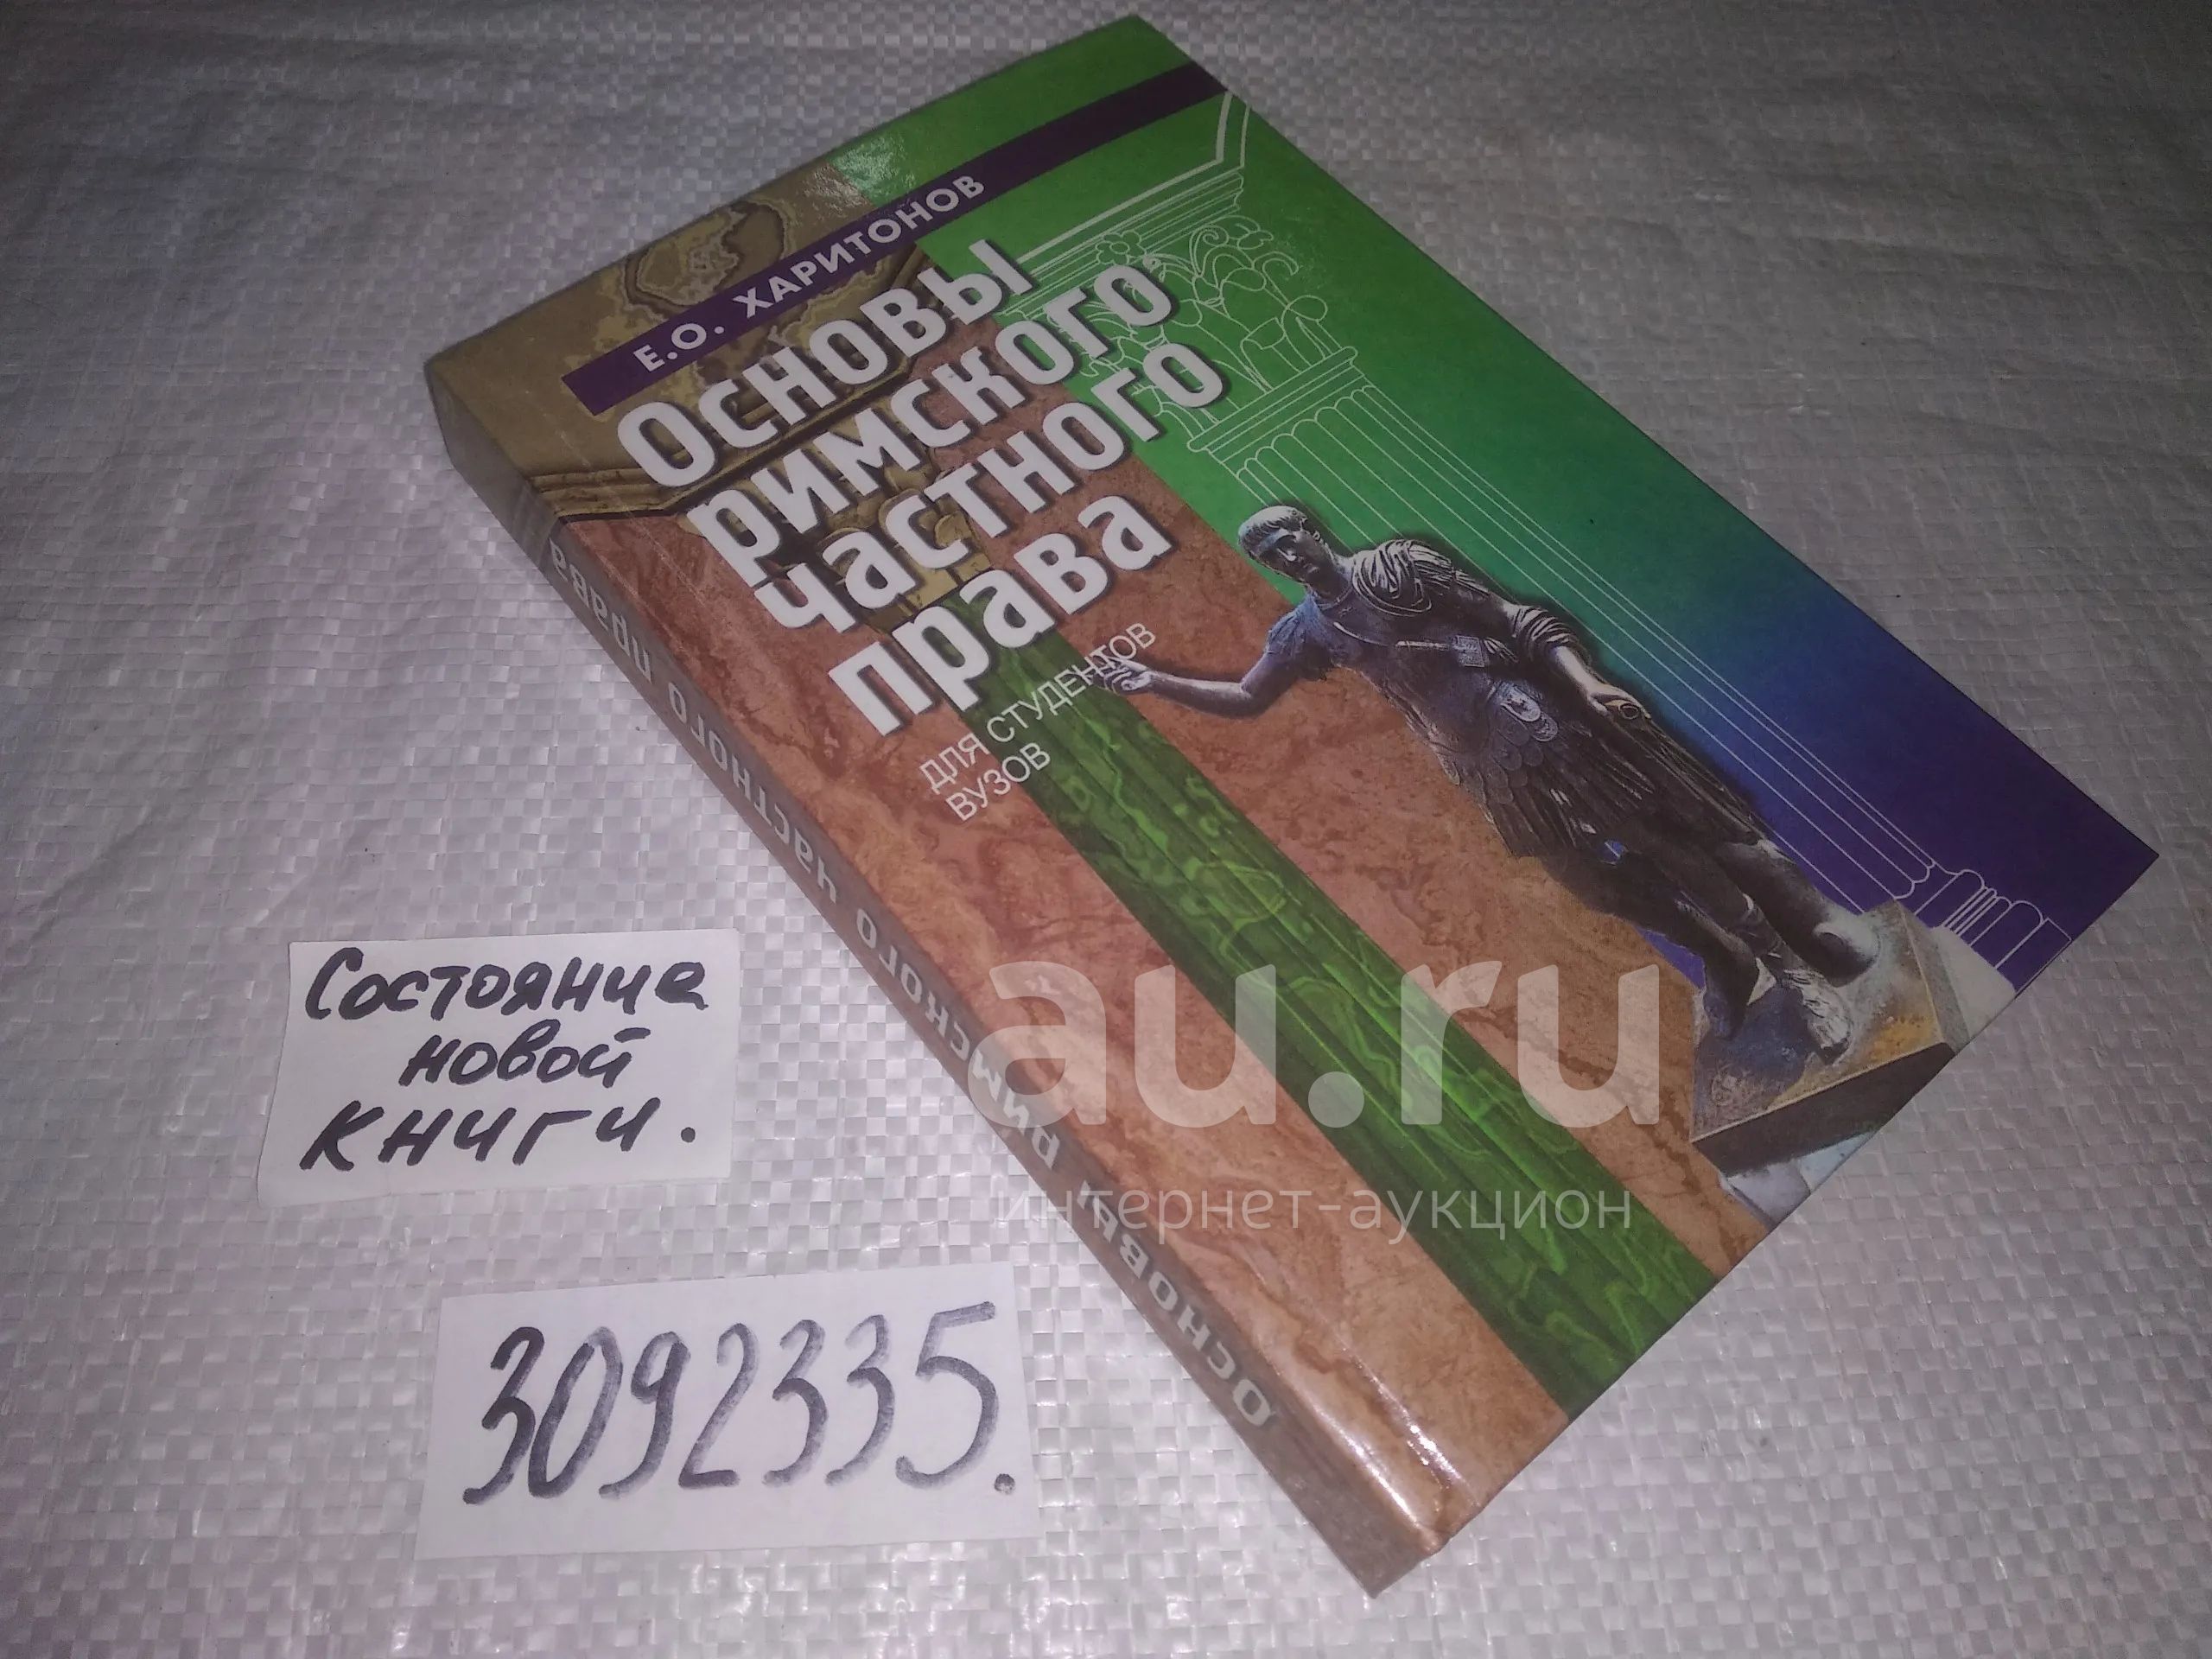 Е.О. ХАРИТОНОВ
Основы
римского
частного
права
ДЛЯ СТУДЕНТОВ
ВУЗОВ
Основы римского частного права
Состояние
новой
книги.
3092335.
au.ru
интернет-аукцион